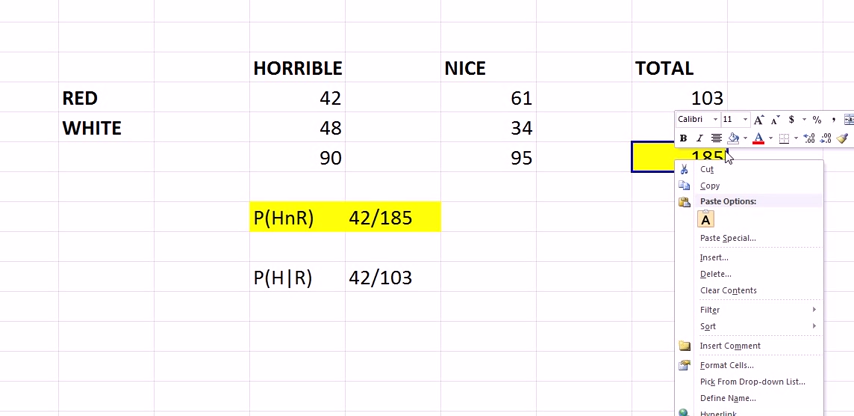 HORRIBLE NICE TOTAL
RED 42 61 103
WHITE 48 34
Calibri 11 A A $ % ,
B I A
90 95 185
Cut
Copy
Paste Options:
A
P(HnR) 42/185
Paste Special...
Insert...
P(H|R) 42/103
Delete...
Clear Contents
Filter
Sort
Insert Comment
Format Cells...
Pick From Drop-down List...
Define Name...
Hyperlink